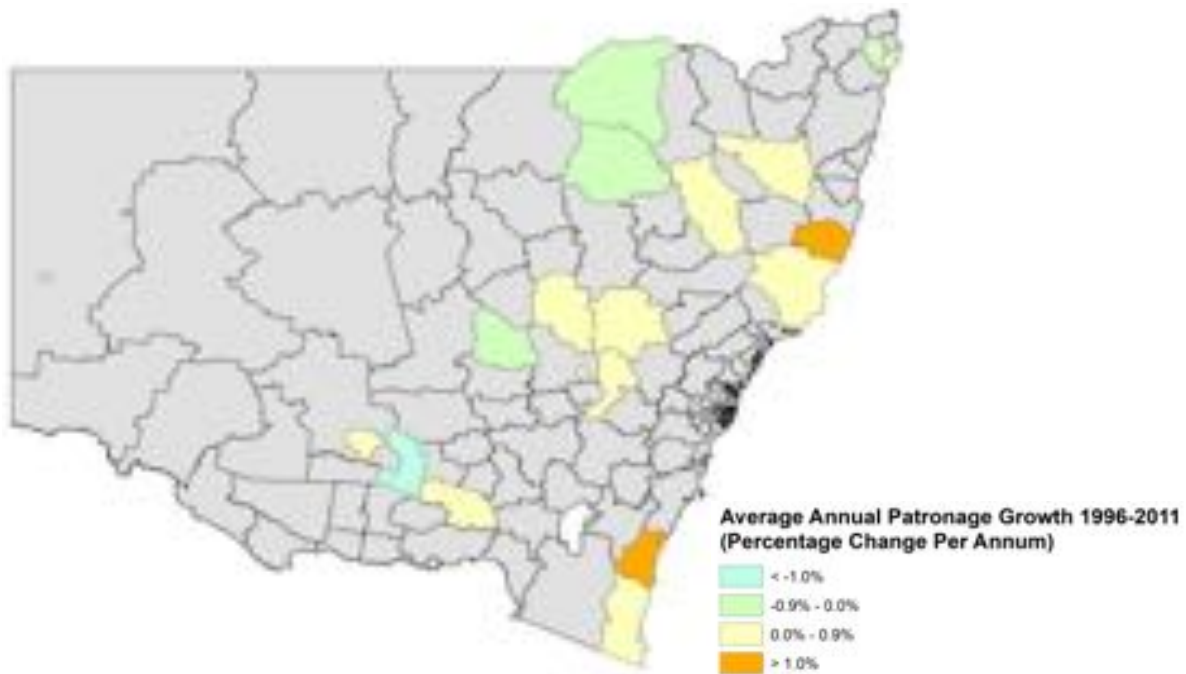 Average Annual Patronage Growth 1996-2011
(Percentage Change Per Annum)
< -1.0%
-0.9% - 0.0%
0.0% - 0.9%
> 1.0%